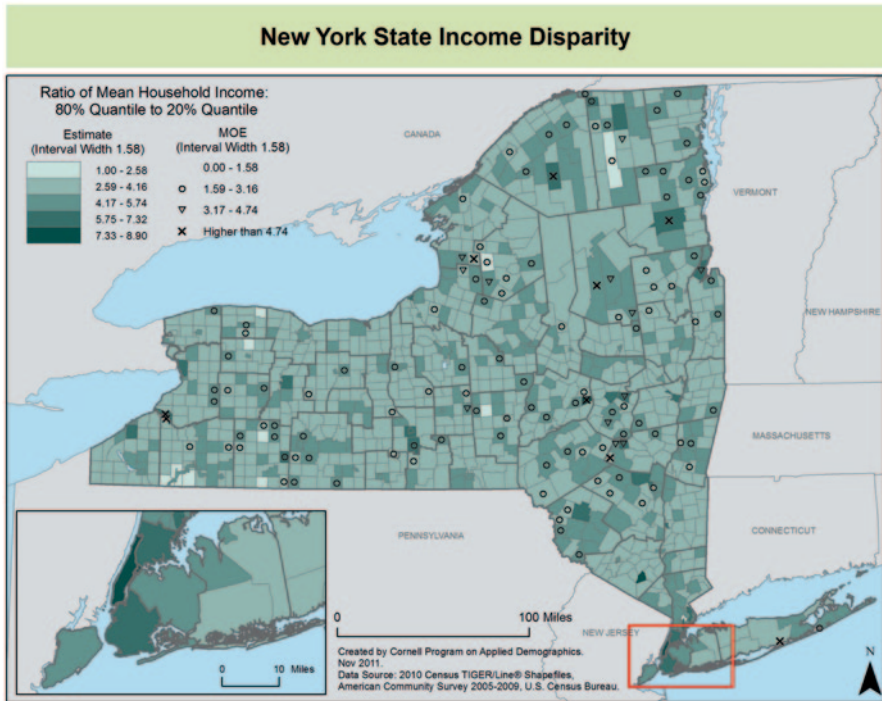 New York State Income Disparity
Ratio of Mean Household Income:
80% Quantile to 20% Quantile
Estimate
(Interval Width 1.58)
1.00 - 2.58
2.59 - 4.16
4.17 - 5.74
5.75 - 7.32
7.33 - 8.90
MOE
(Interval Width 1.58)
0.00 - 1.58
1.59 - 3.16
3.17 - 4.74
Higher than 4.74
CANADA
VERMONT
NEW HAMPSHIRE
MASSACHUSETTS
CONNECTICUT
PENNSYLVANIA
NEW JERSEY
0 100 Miles
0 10 Miles
Created by Cornell Program on Applied Demographics.
Nov 2011.
Data Source: 2010 Census TIGER/Line® Shapefiles,
American Community Survey 2005-2009, U.S. Census Bureau.
N